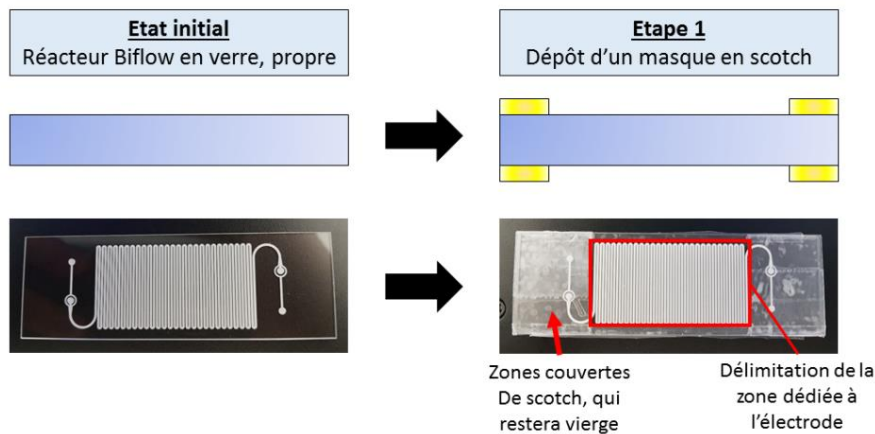 Etat initial
Réacteur Biflow en verre, propre
Etape 1
Dépôt d'un masque en scotch
Zones couvertes
De scotch, qui
restera vierge
Délimitation de la
zone dédiée à
l'électrode